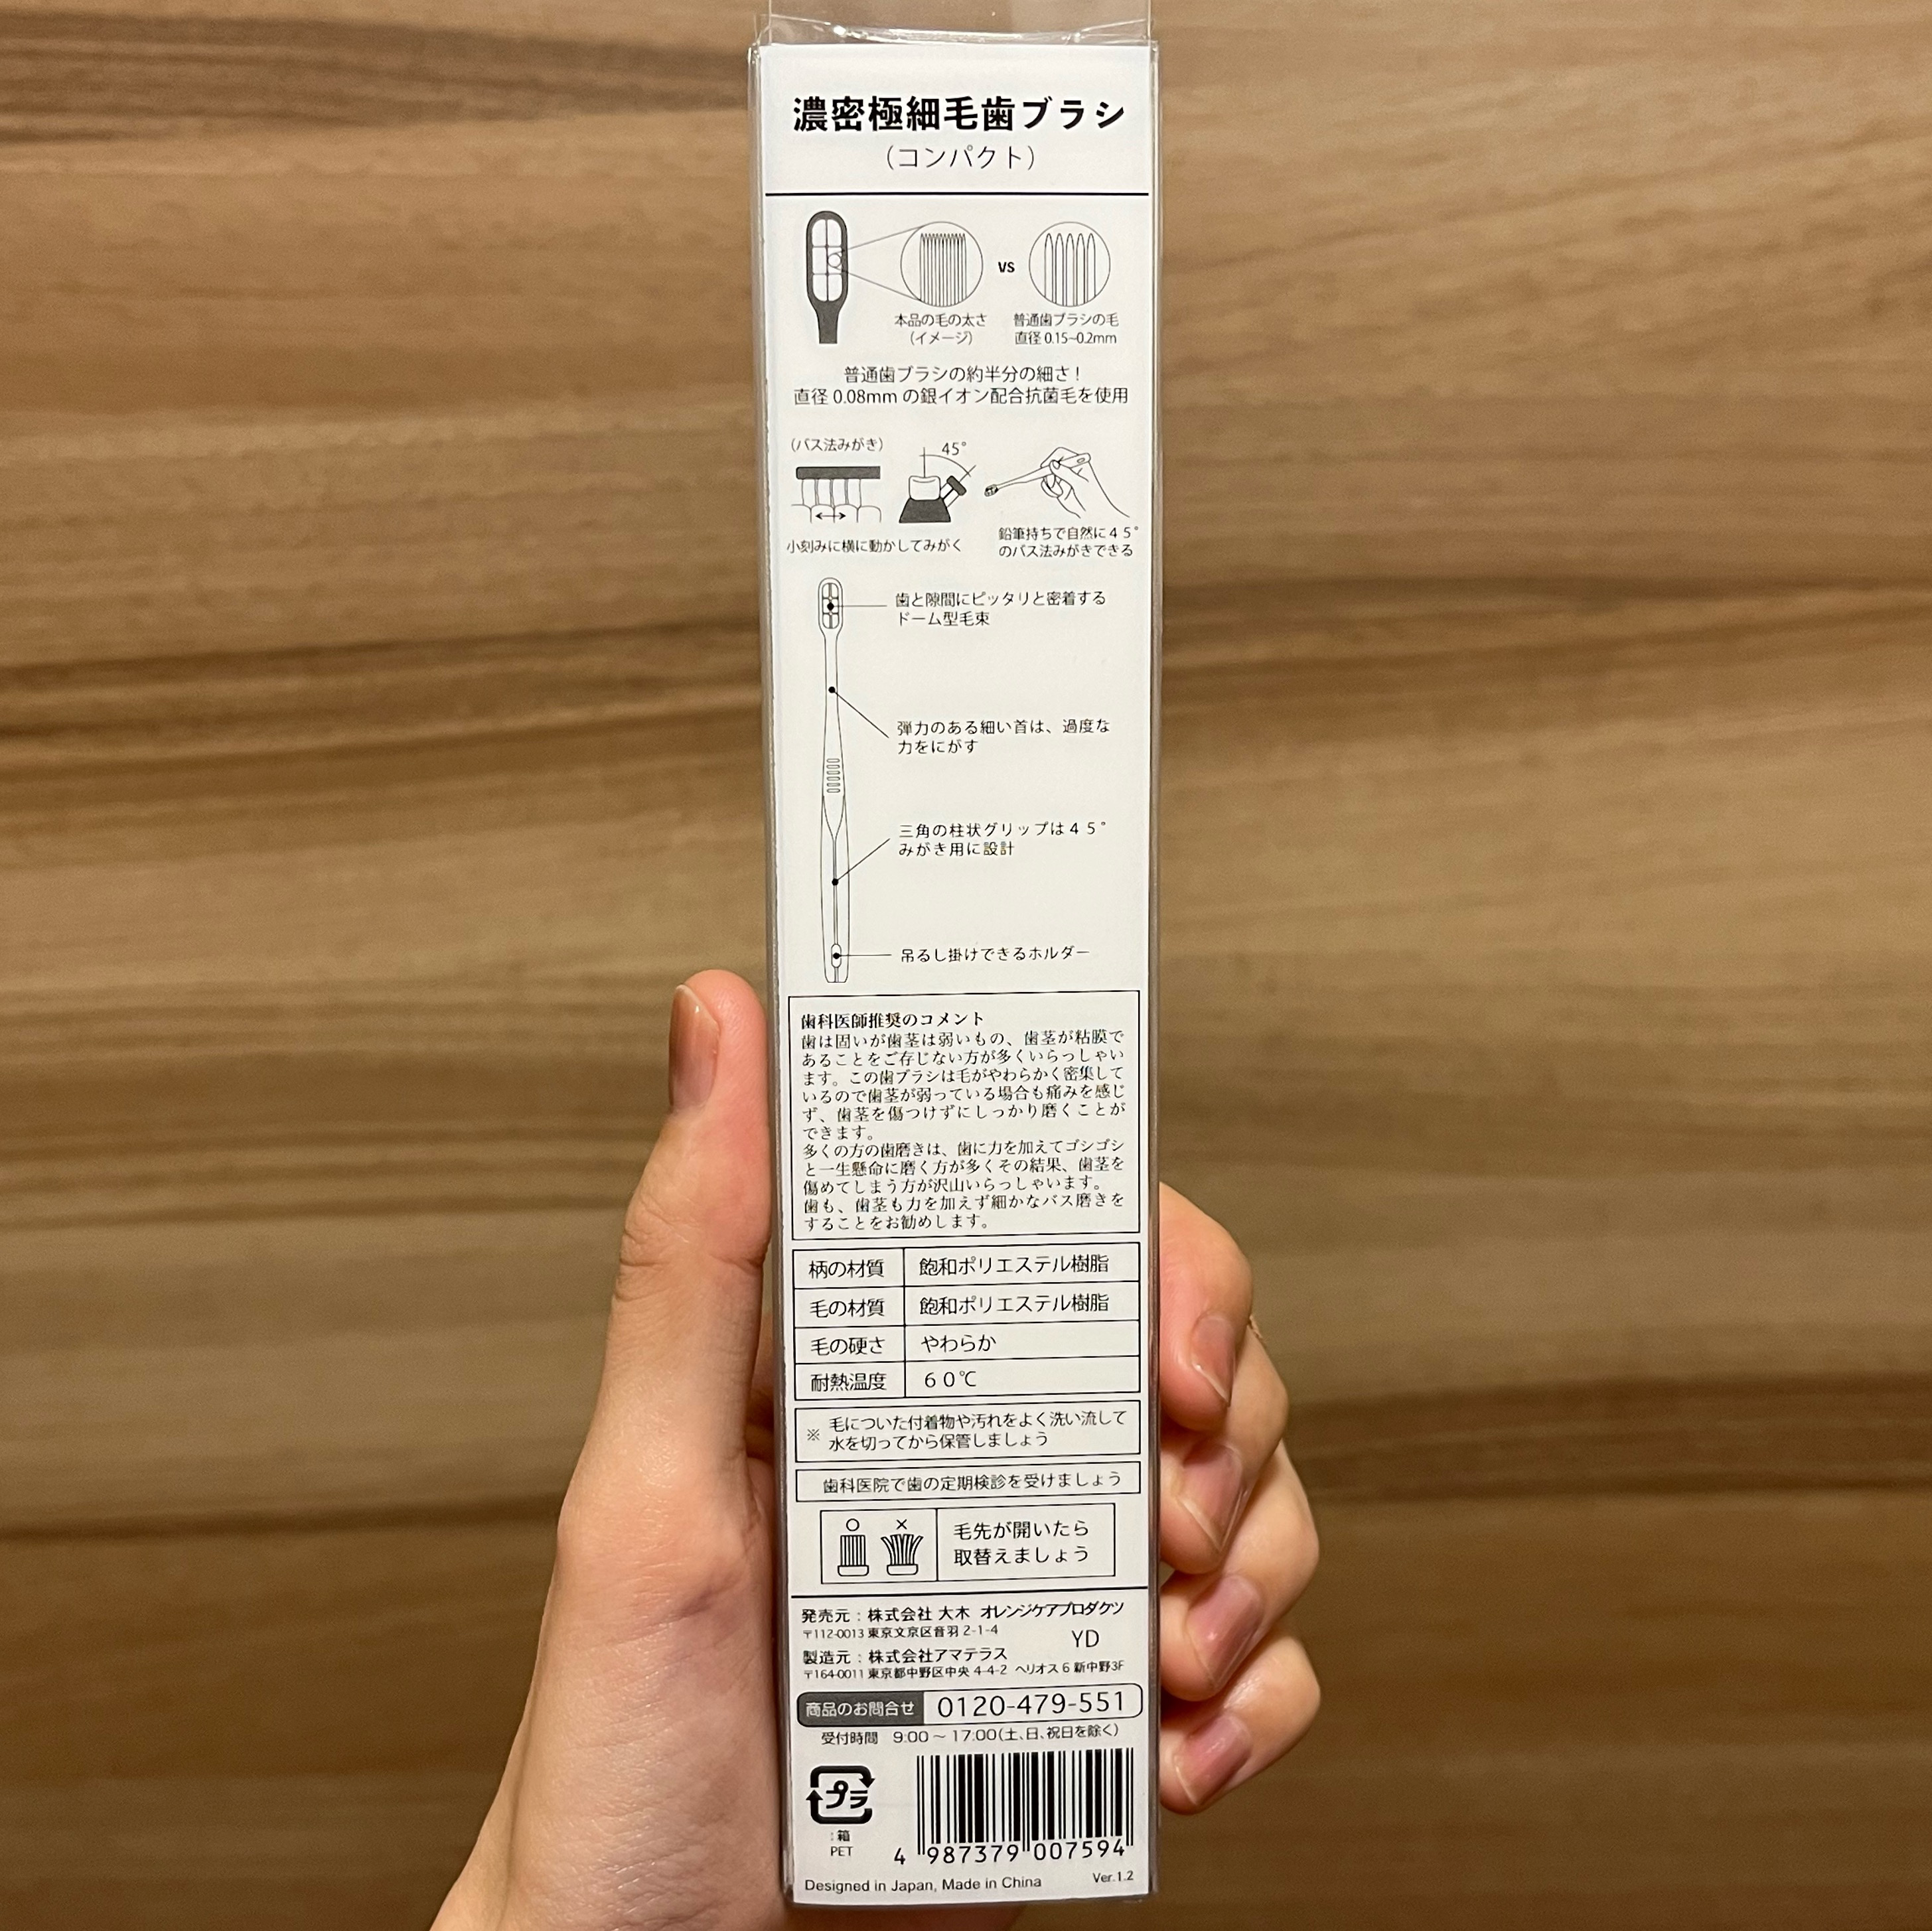 濃密極細毛歯ブラシ
（コンパクト）
vs
本品の毛の太さ
（イメージ）
普通歯ブラシの毛
直径 0.15~0.2mm
普通歯ブラシの約半分の細さ！
直径 0.08mm の銀イオン配合抗菌毛を使用
（バス法みがき）
45°
小刻みに横に動かしてみがく
鉛筆持ちで自然に４５°
のバス法みがきできる
歯と隙間にピッタリと密着する
ドーム型毛束
弾力のある細い首は、過度な
力をにがす
三角の柱状グリップは４５°
みがき用に設計
吊るし掛けできるホルダー
歯科医師推奨のコメント
歯は固いが歯茎は弱いもの、歯茎が粘膜で
あることをご存じない方が多くいらっしゃい
ます。この歯ブラシは毛がやわらかく密集して
いるので歯茎が弱っている場合も痛みを感じ
ず、歯茎を傷つけずにしっかり磨くことが
できます。
多くの方の歯磨きは、歯に力を加えてゴシゴシ
と一生懸命に磨く方が多くその結果、歯茎を
傷めてしまう方が沢山いらっしゃいます。
歯も、歯茎も力を加えず細かなバス磨きを
することをお勧めします。
柄の材質 飽和ポリエステル樹脂
毛の材質 飽和ポリエステル樹脂
毛の硬さ やわらか
耐熱温度 ６０℃
※ 毛についた付着物や汚れをよく洗い流して
水を切ってから保管しましょう
歯科医院で歯の定期検診を受けましょう
○ ×
毛先が開いたら
取替えましょう
発売元：株式会社 大木 オレンジケアプロダクツ
〒112-0013 東京文京区音羽 2-1-4
YD
製造元：株式会社アマテラス
〒164-0011 東京都中野区中央 4-4-2 ヘリオス 6 新中野3F
商品のお問合せ 0120-479-551
受付時間 9:00 ～ 17:00（土、日、祝日を除く）
プラ
：箱
PET
4 987379 007594
Designed in Japan, Made in China
Ver.1.2